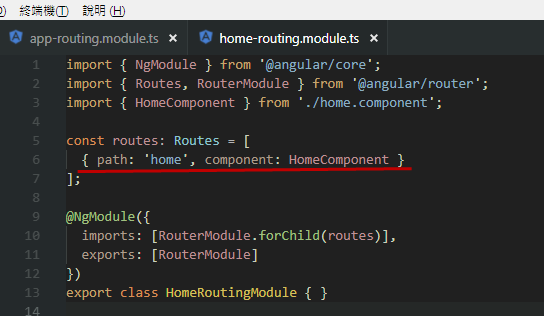 ) 終端機(T) 說明(H)
app-routing.module.ts × home-routing.module.ts ×
1 import { NgModule } from '@angular/core';
2 import { Routes, RouterModule } from '@angular/router';
3 import { HomeComponent } from './home.component';
4
5 const routes: Routes = [
6 { path: 'home', component: HomeComponent }
7 ];
8
9 @NgModule({
10 imports: [RouterModule.forChild(routes)],
11 exports: [RouterModule]
12 })
13 export class HomeRoutingModule { }
14